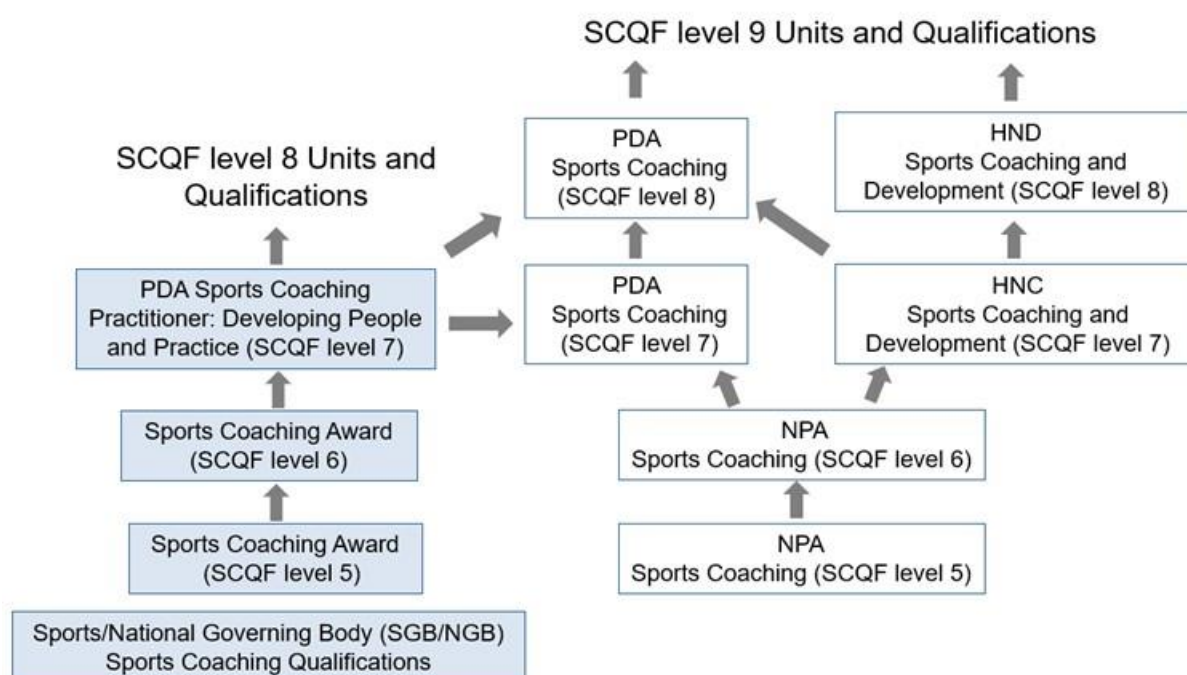 SCQF level 9 Units and Qualifications
SCQF level 8 Units and
Qualifications
PDA
Sports Coaching
(SCQF level 8)
HND
Sports Coaching and
Development (SCQF level 8)
PDA Sports Coaching
Practitioner: Developing People
and Practice (SCQF level 7)
PDA
Sports Coaching
(SCQF level 7)
HNC
Sports Coaching and
Development (SCQF level 7)
Sports Coaching Award
(SCQF level 6)
NPA
Sports Coaching (SCQF level 6)
Sports Coaching Award
(SCQF level 5)
NPA
Sports Coaching (SCQF level 5)
Sports/National Governing Body (SGB/NGB)
Sports Coaching Qualifications